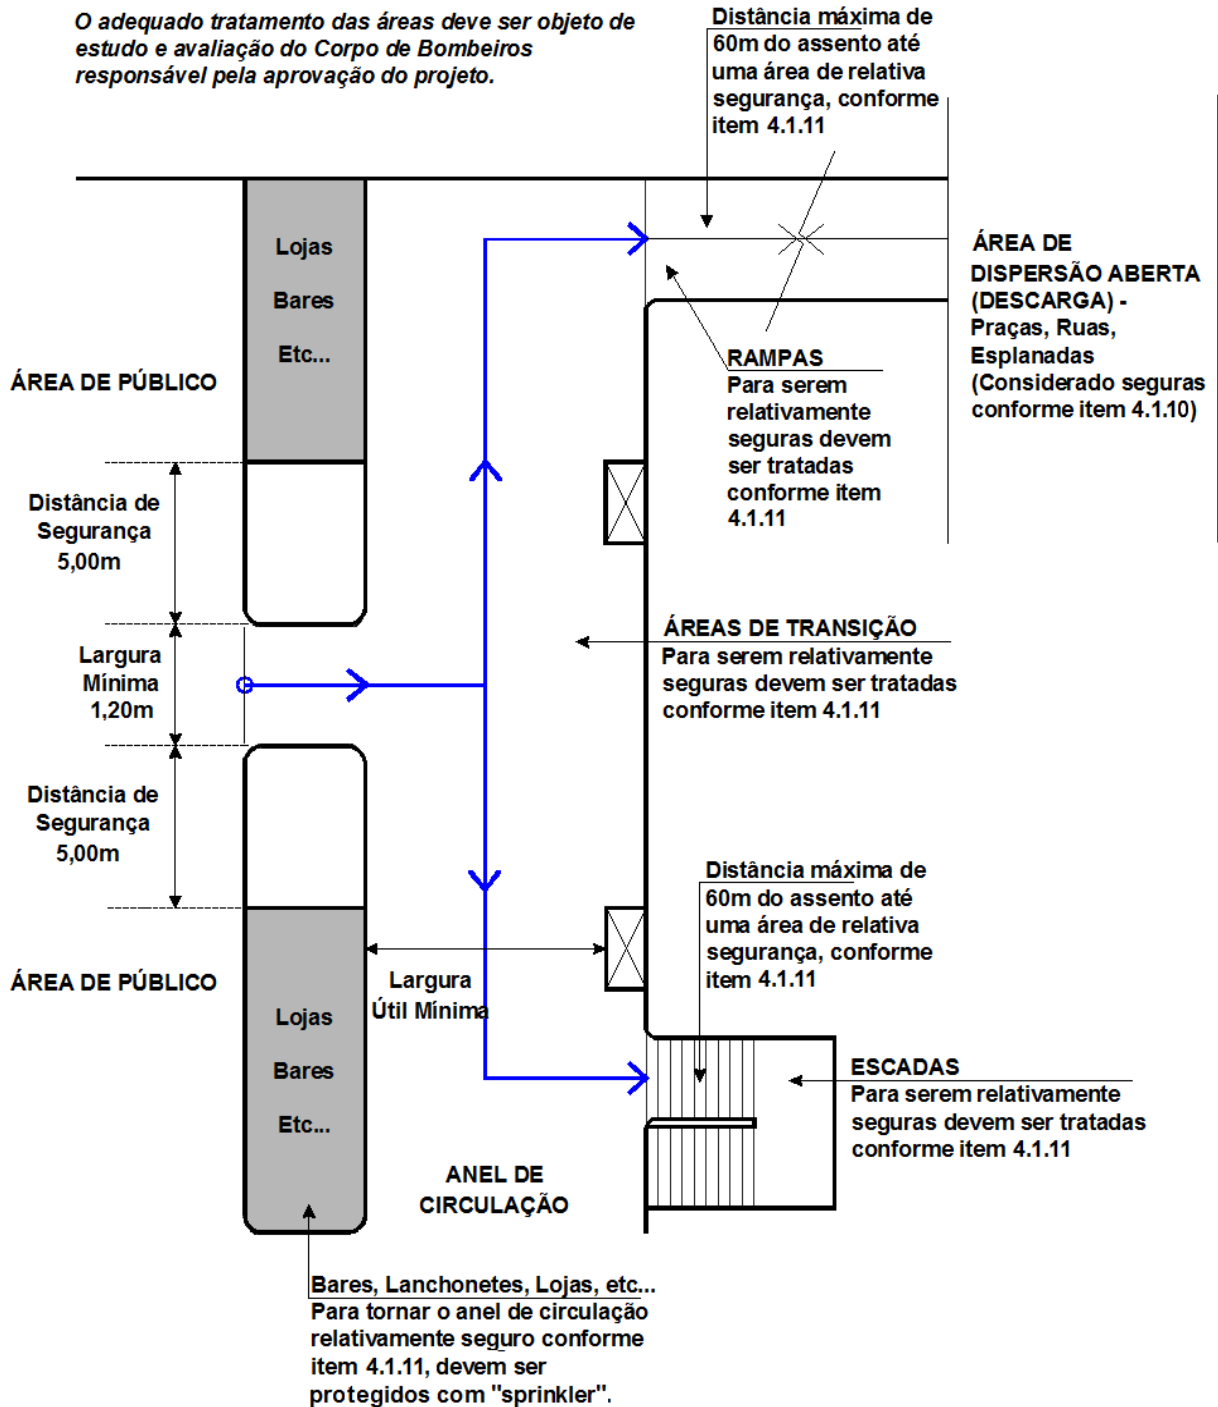 O adequado tratamento das áreas deve ser objeto de
estudo e avaliação do Corpo de Bombeiros
responsável pela aprovação do projeto.
Distância máxima de
60m do assento até
uma área de relativa
segurança, conforme
item 4.1.11
Lojas
Bares
Etc...
ÁREA DE PÚBLICO
ÁREA DE
DISPERSÃO ABERTA
(DESCARGA) -
Praças, Ruas,
Esplanadas
(Considerado seguras
conforme item 4.1.10)
RAMPAS
Para serem
relativamente
seguras devem
ser tratadas
conforme item
4.1.11
Distância de
Segurança
5,00m
Largura
Mínima
1,20m
ÁREAS DE TRANSIÇÃO
Para serem relativamente
seguras devem ser tratadas
conforme item 4.1.11
Distância de
Segurança
5,00m
Distância máxima de
60m do assento até
uma área de relativa
segurança, conforme
item 4.1.11
ÁREA DE PÚBLICO
Largura
Útil Mínima
Lojas
Bares
Etc...
ESCADAS
Para serem relativamente
seguras devem ser tratadas
conforme item 4.1.11
ANEL DE
CIRCULAÇÃO
Bares, Lanchonetes, Lojas, etc...
Para tornar o anel de circulação
relativamente seguro conforme
item 4.1.11, devem ser
protegidos com "sprinkler".